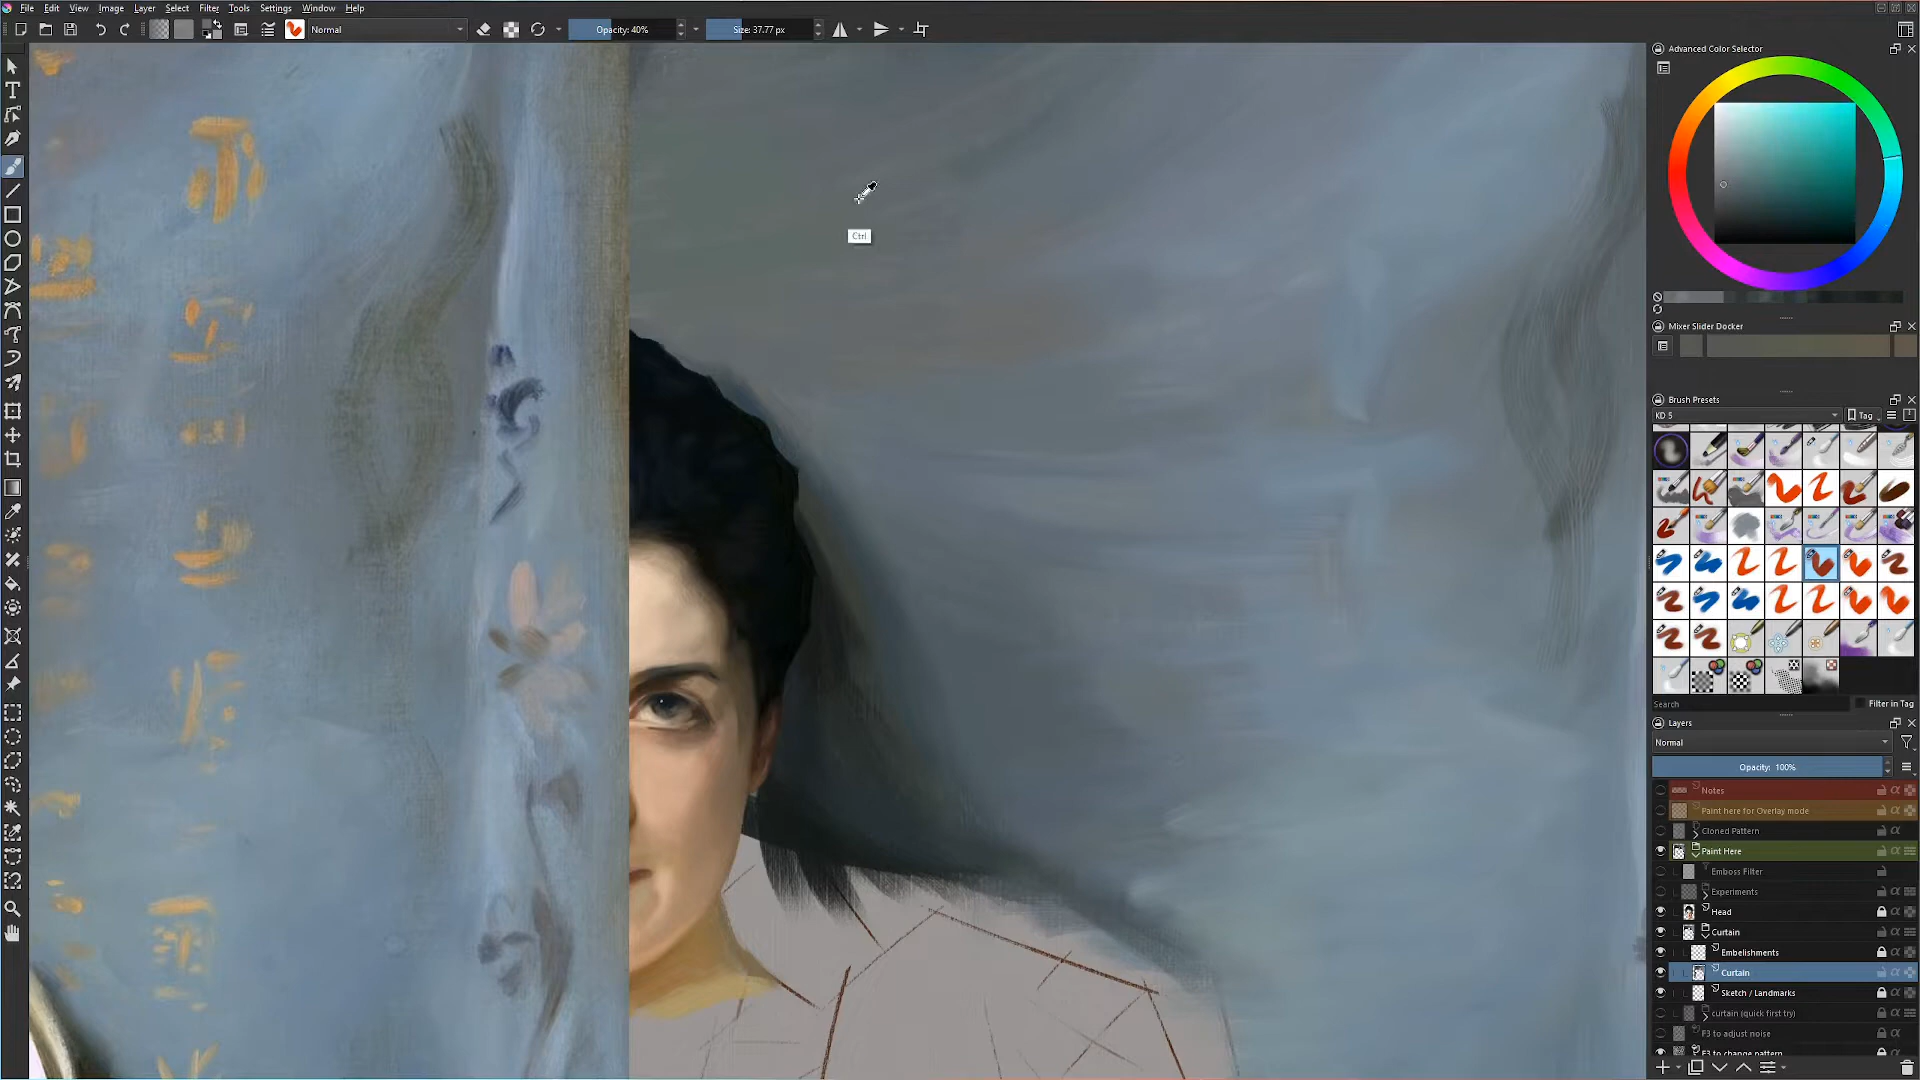 File Edit View Image Layer Select Filter Tools Settings Window Help
Normal
Opacity: 40%
Size: 37.77 px
Ctrl
Advanced Color Selector
Mixer Slider Docker
Brush Presets
KD 5
Tag
Search
Filter in Tag
Layers
Normal
Opacity: 100%
Notes
Paint here for Overlay mode
Cloned Pattern
Paint Here
Emboss Filter
Experiments
Head
Curtain
Embelishments
Curtain
Sketch / Landmarks
curtain (quick first try)
F3 to adjust noise
F3 to change pattern